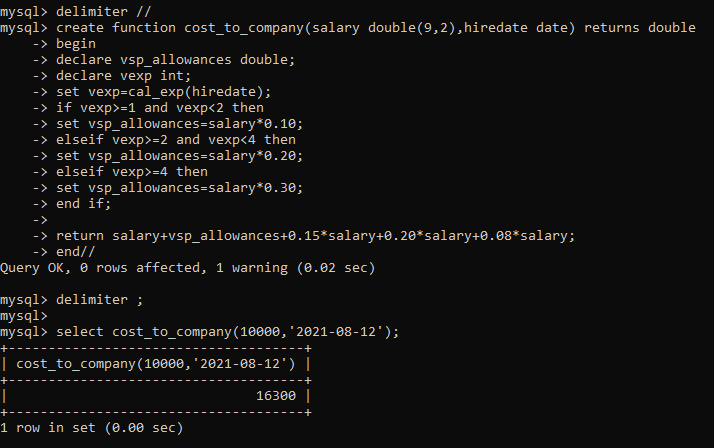 mysql> delimiter //
mysql> create function cost_to_company(salary double(9,2),hiredate date) returns double
    -> begin
    -> declare vsp_allowances double;
    -> declare vexp int;
    -> set vexp=cal_exp(hiredate);
    -> if vexp>=1 and vexp<2 then
    -> set vsp_allowances=salary*0.10;
    -> elseif vexp>=2 and vexp<4 then
    -> set vsp_allowances=salary*0.20;
    -> elseif vexp>=4 then
    -> set vsp_allowances=salary*0.30;
    -> end if;
    ->
    -> return salary+vsp_allowances+0.15*salary+0.20*salary+0.08*salary;
    -> end//
Query OK, 0 rows affected, 1 warning (0.02 sec)

mysql> delimiter ;
mysql>
mysql> select cost_to_company(10000,'2021-08-12');
+-------------------------------------+
| cost_to_company(10000,'2021-08-12') |
+-------------------------------------+
|                               16300 |
+-------------------------------------+
1 row in set (0.00 sec)